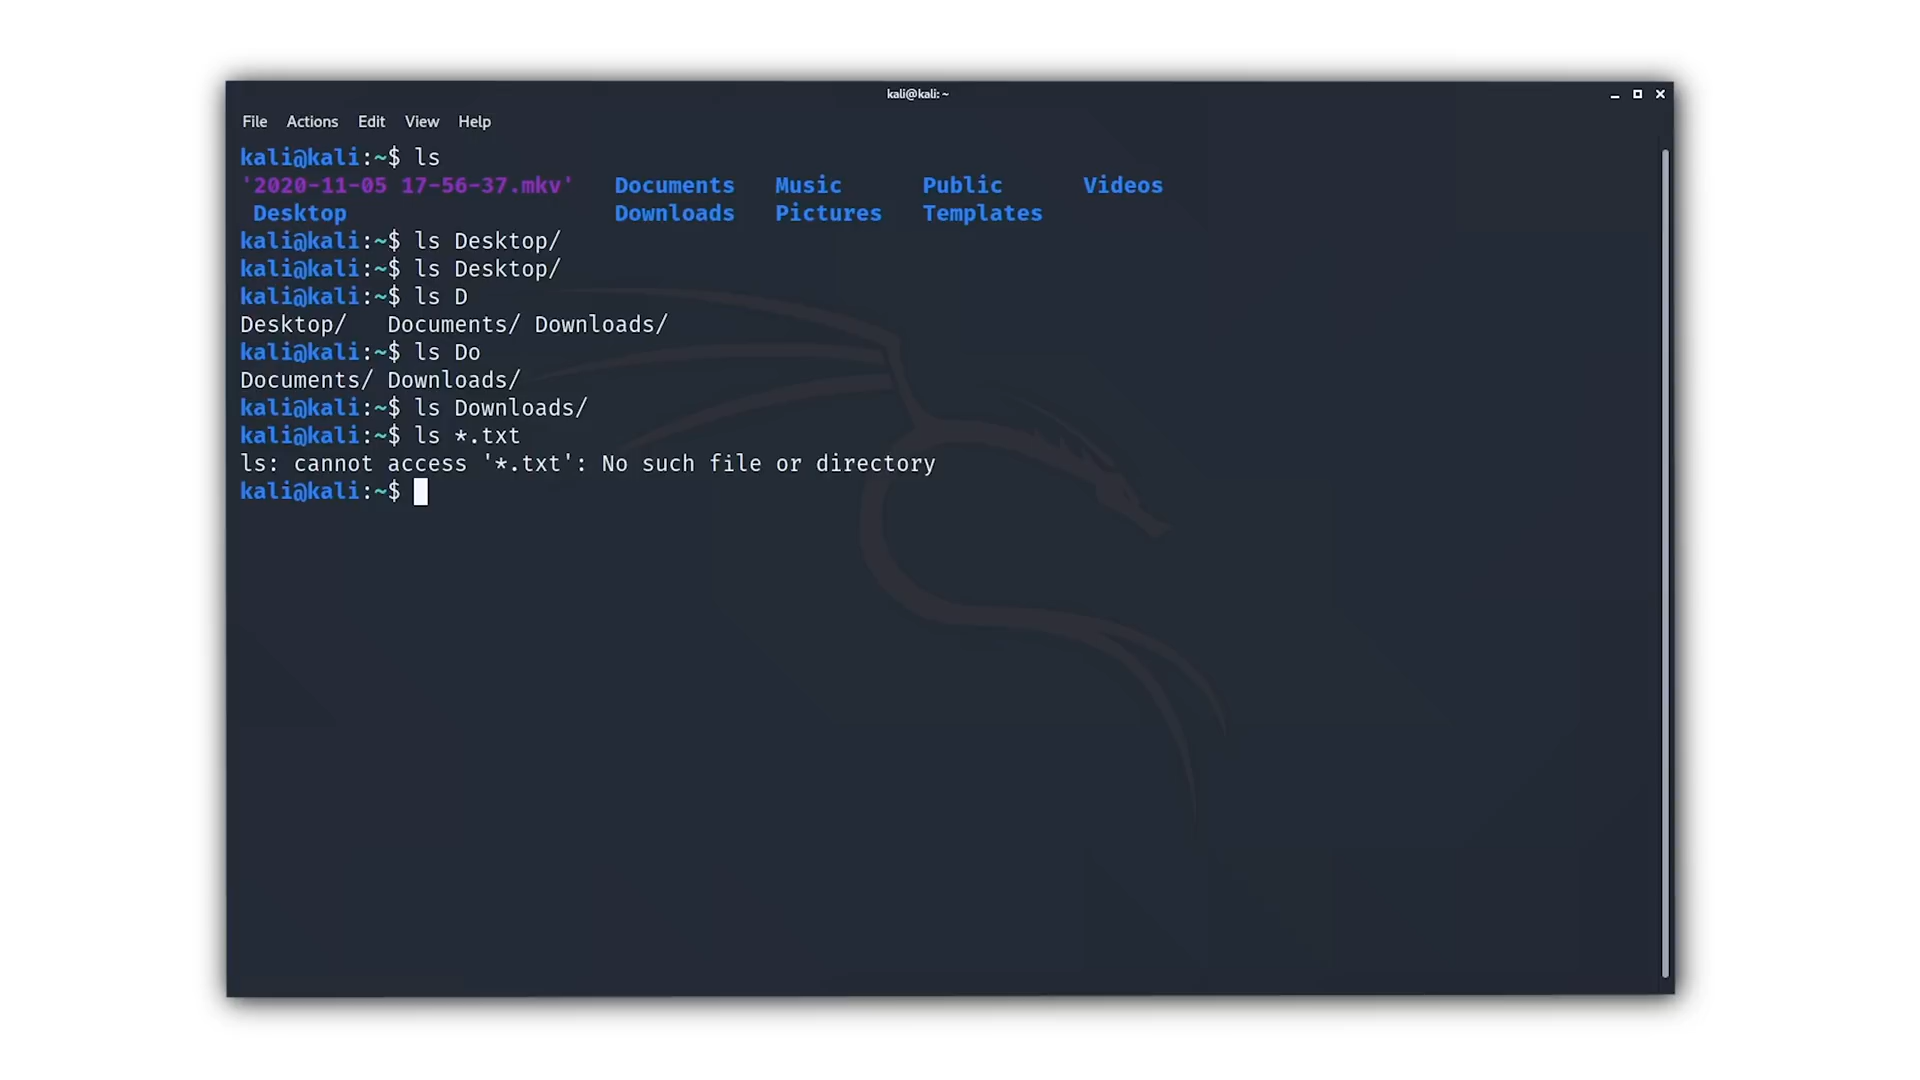 kali@kali: ~
File Actions Edit View Help
kali@kali:~$ ls
'2020-11-05 17-56-37.mkv' Documents Music Public Videos
Desktop Downloads Pictures Templates
kali@kali:~$ ls Desktop/
kali@kali:~$ ls Desktop/
kali@kali:~$ ls D
Desktop/ Documents/ Downloads/
kali@kali:~$ ls Do
Documents/ Downloads/
kali@kali:~$ ls Downloads/
kali@kali:~$ ls *.txt
ls: cannot access '*.txt': No such file or directory
kali@kali:~$